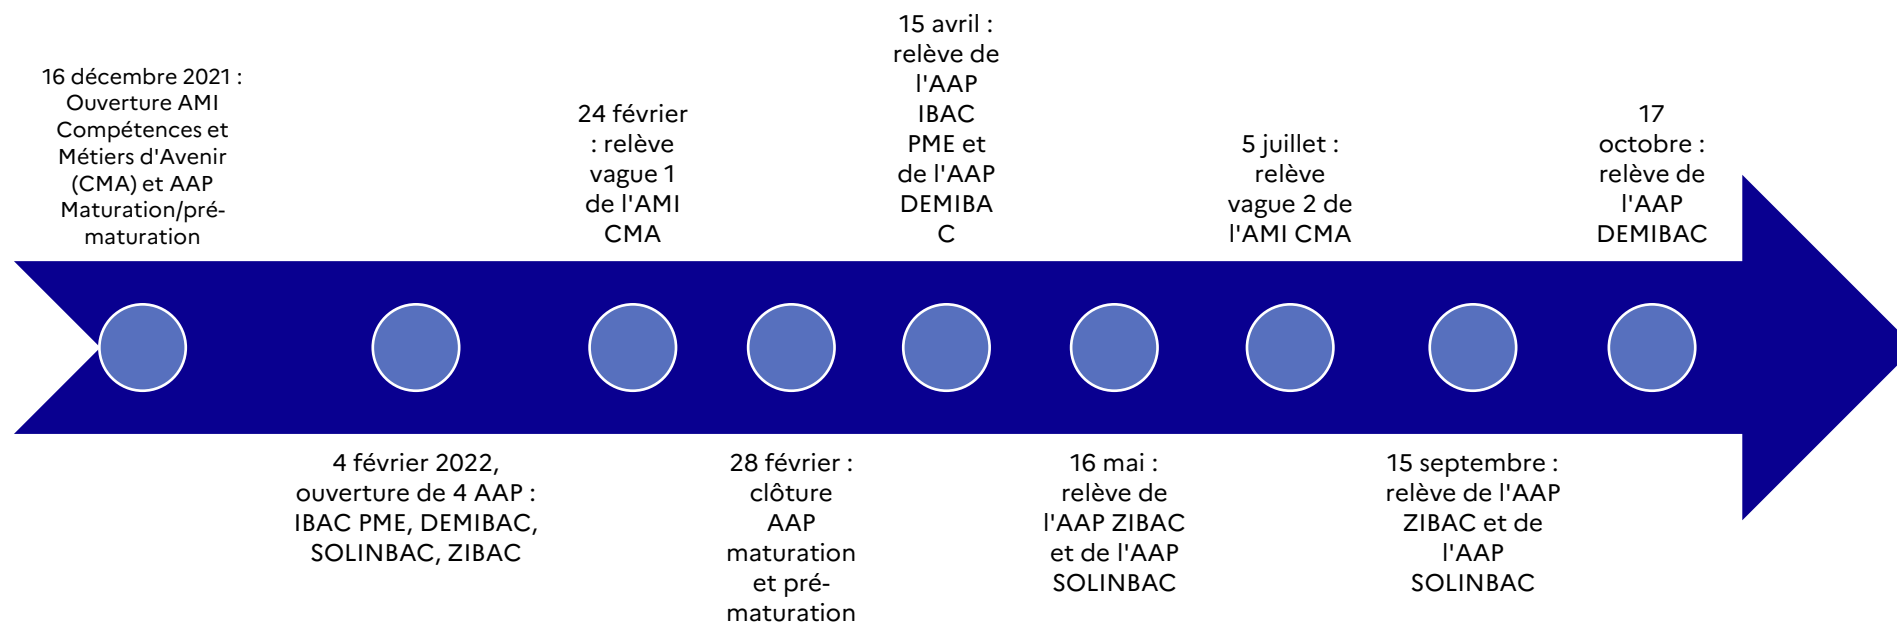 16 décembre 2021 :
Ouverture AMI
Compétences et
Métiers d'Avenir
(CMA) et AAP
Maturation/pré-
maturation
4 février 2022,
ouverture de 4 AAP :
IBAC PME, DEMIBAC,
SOLINBAC, ZIBAC
24 février
: relève
vague 1
de l'AMI
CMA
28 février :
clôture
AAP
maturation
et pré-
maturation
15 avril :
relève de
l'AAP
IBAC
PME et
de l'AAP
DEMIBA
C
16 mai :
relève de
l'AAP ZIBAC
et de l'AAP
SOLINBAC
5 juillet :
relève
vague 2 de
l'AMI CMA
15 septembre :
relève de l'AAP
ZIBAC et de
l'AAP
SOLINBAC
17
octobre :
relève de
l'AAP
DEMIBAC